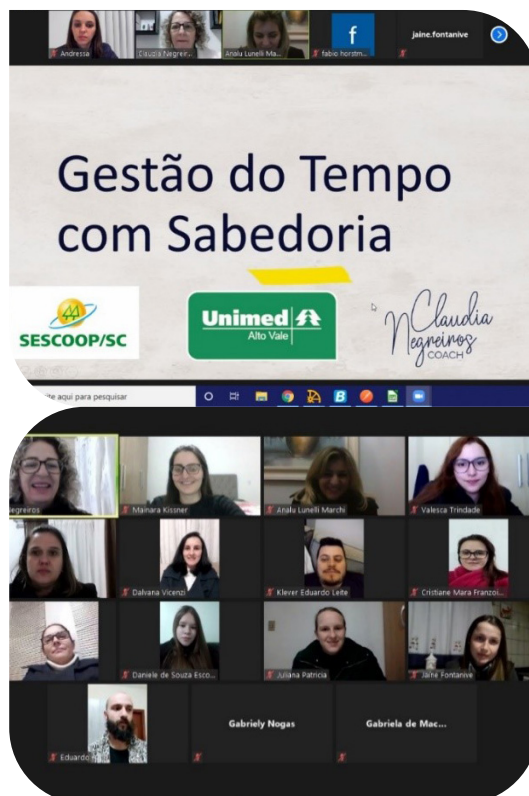 Andressa
Claudia Negreir...
Analu Lunelli Ma...
f
fabio horstm...
jaine.fontanive
Gestão do Tempo
com Sabedoria
SESCOOP/SC
Unimed
Alto Vale
Claudia
Negreiros
COACH
te aqui para pesquisar
B
Negreiros
Mainara Kissner
Analu Lunelli Marchi
Valesca Trindade
Dalvana Vicenzi
Klever Eduardo Leite
Cristiane Mara Franzoi...
Daniele de Souza Esco...
Juliana Patricia
Jaine Fontanive
Eduardo
Gabriely Nogas
Gabriela de Mac...